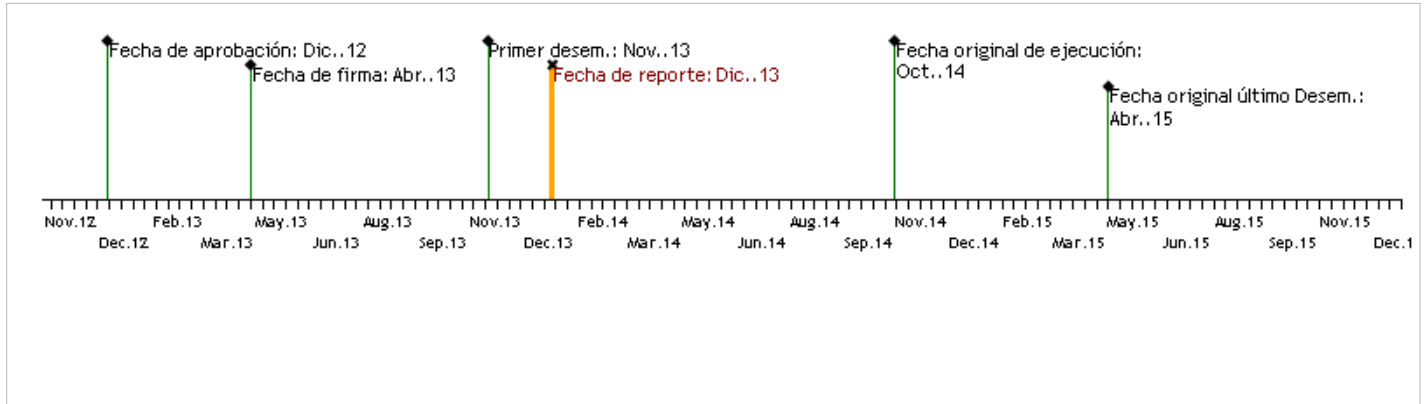 Fecha de aprobación: Dic..12
Primer desem.: Nov..13
Fecha original de ejecución:
Oct..14
Fecha de firma: Abr..13
Fecha de reporte: Dic..13
Fecha original último Desem.:
Abr..15
Nov.12 Feb.13 May.13 Aug.13 Nov.13 Feb.14 May.14 Aug.14 Nov.14 Feb.15 May.15 Aug.15 Nov.15
Dec.12 Mar.13 Jun.13 Sep.13 Dec.13 Mar.14 Jun.14 Sep.14 Dec.14 Mar.15 Jun.15 Sep.15 Dec.1